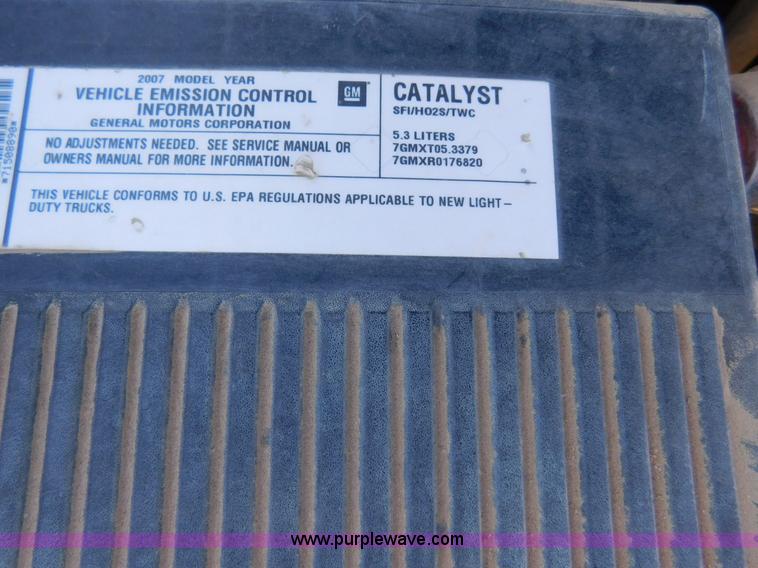 2007 MODEL YEAR
VEHICLE EMISSION CONTROL
INFORMATION
GENERAL MOTORS CORPORATION
GM
NO ADJUSTMENTS NEEDED. SEE SERVICE MANUAL OR
OWNERS MANUAL FOR MORE INFORMATION.
CATALYST
SFI/HO2S/TWC
5.3 LITERS
7GMXT05.3379
7GMXR0176820
THIS VEHICLE CONFORMS TO U.S. EPA REGULATIONS APPLICABLE TO NEW LIGHT-
DUTY TRUCKS.
*71508890*
www.purplewave.com